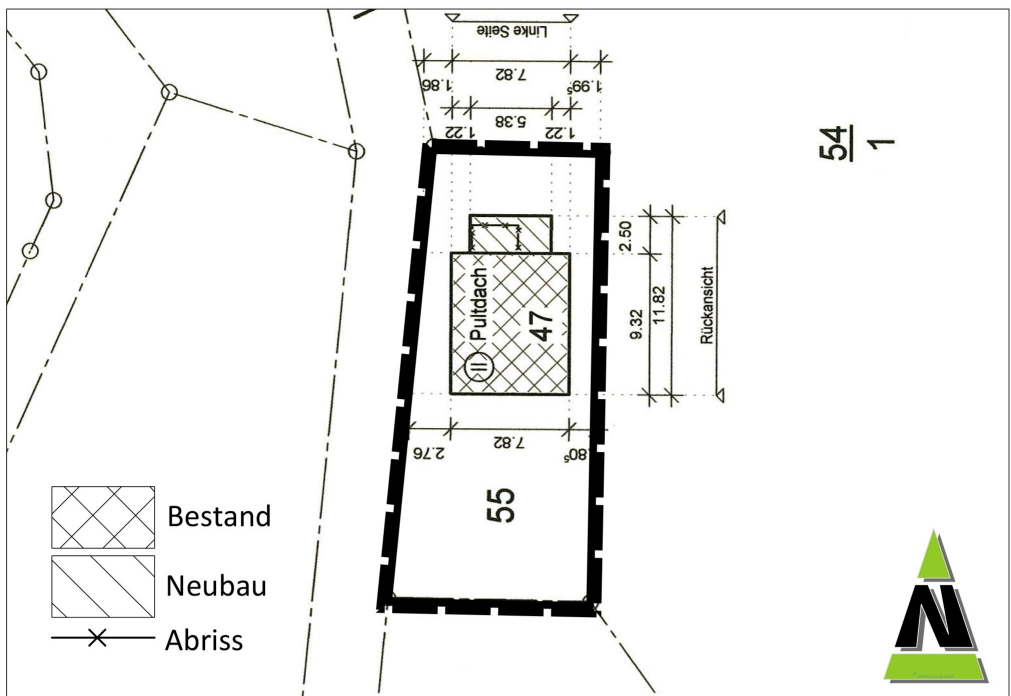 Linke Seite
1.86
7.82
1.99⁵
1.22
5.38
1.22
54
1
2.50
9.32
11.82
Rückansicht
II
Pultdach
47
2.76
7.82
.80⁵
55
Bestand
Neubau
Abriss
N